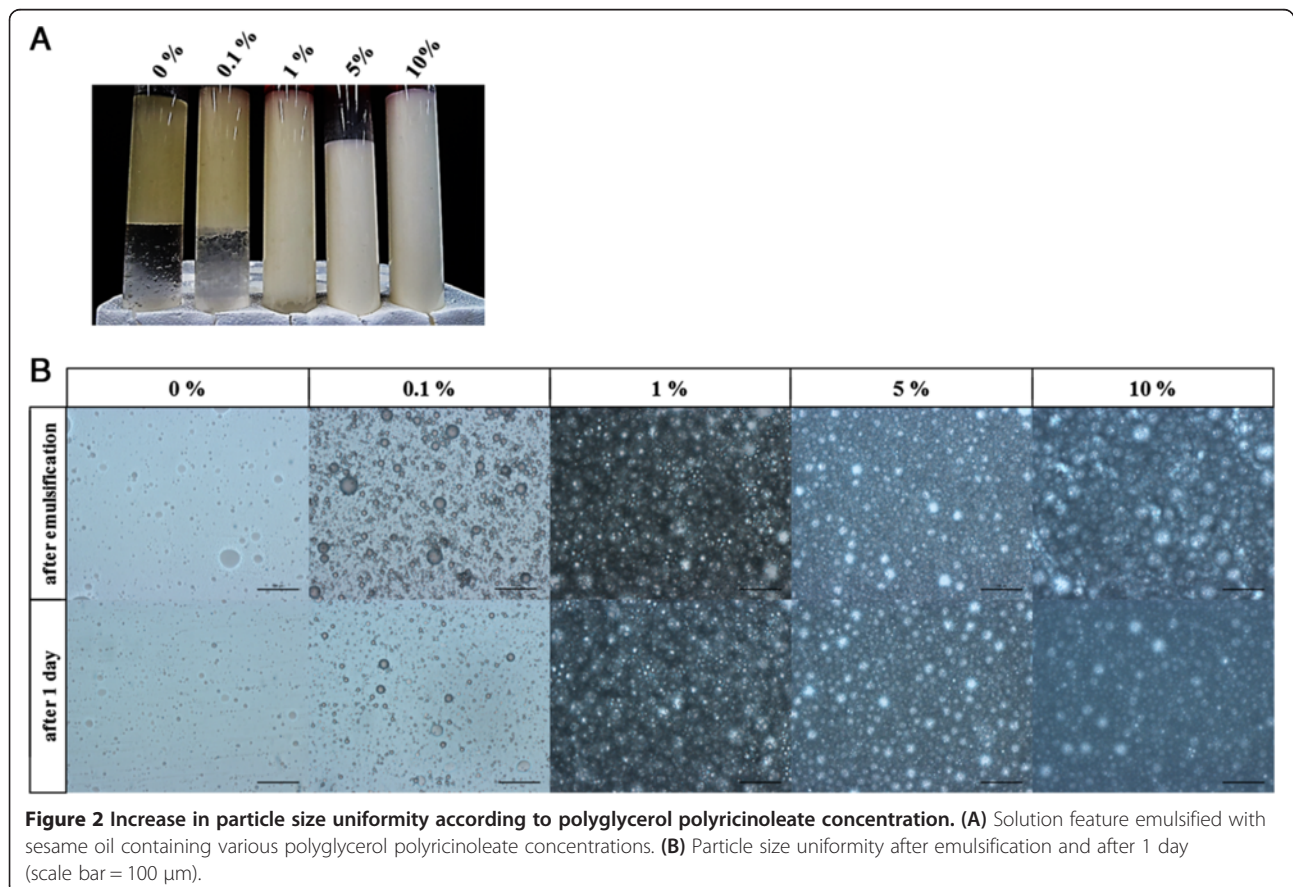 A
0 %
0.1 %
1 %
5%
10%
B
0 %
0.1 %
1 %
5 %
10 %
after emulsification
after 1 day
Figure 2 Increase in particle size uniformity according to polyglycerol polyricinoleate concentration. (A) Solution feature emulsified with
sesame oil containing various polyglycerol polyricinoleate concentrations. (B) Particle size uniformity after emulsification and after 1 day
(scale bar = 100 μm).